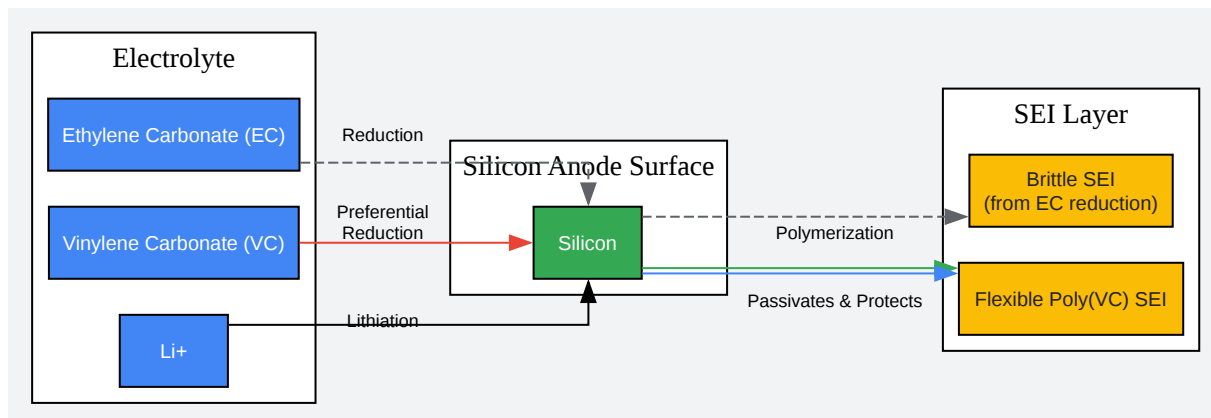 Electrolyte
Ethylene Carbonate (EC)
Vinylene Carbonate (VC)
Li+
Reduction
Preferential
Reduction
Lithiation
Silicon Anode Surface
Silicon
Polymerization
Passivates & Protects
SEI Layer
Brittle SEI
(from EC reduction)
Flexible Poly(VC) SEI